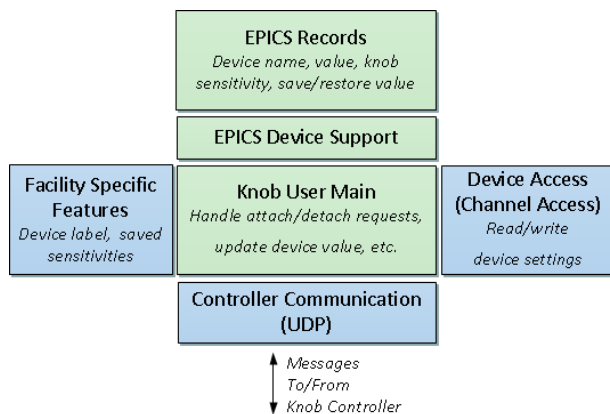 EPICS Records
Device name, value, knob
sensitivity, save/restore value
EPICS Device Support
Facility Specific
Features
Device label, saved
sensitivities
Knob User Main
Handle attach/detach requests,
update device value, etc.
Device Access
(Channel Access)
Read/write
device settings
Controller Communication
(UDP)
Messages
To/From
Knob Controller